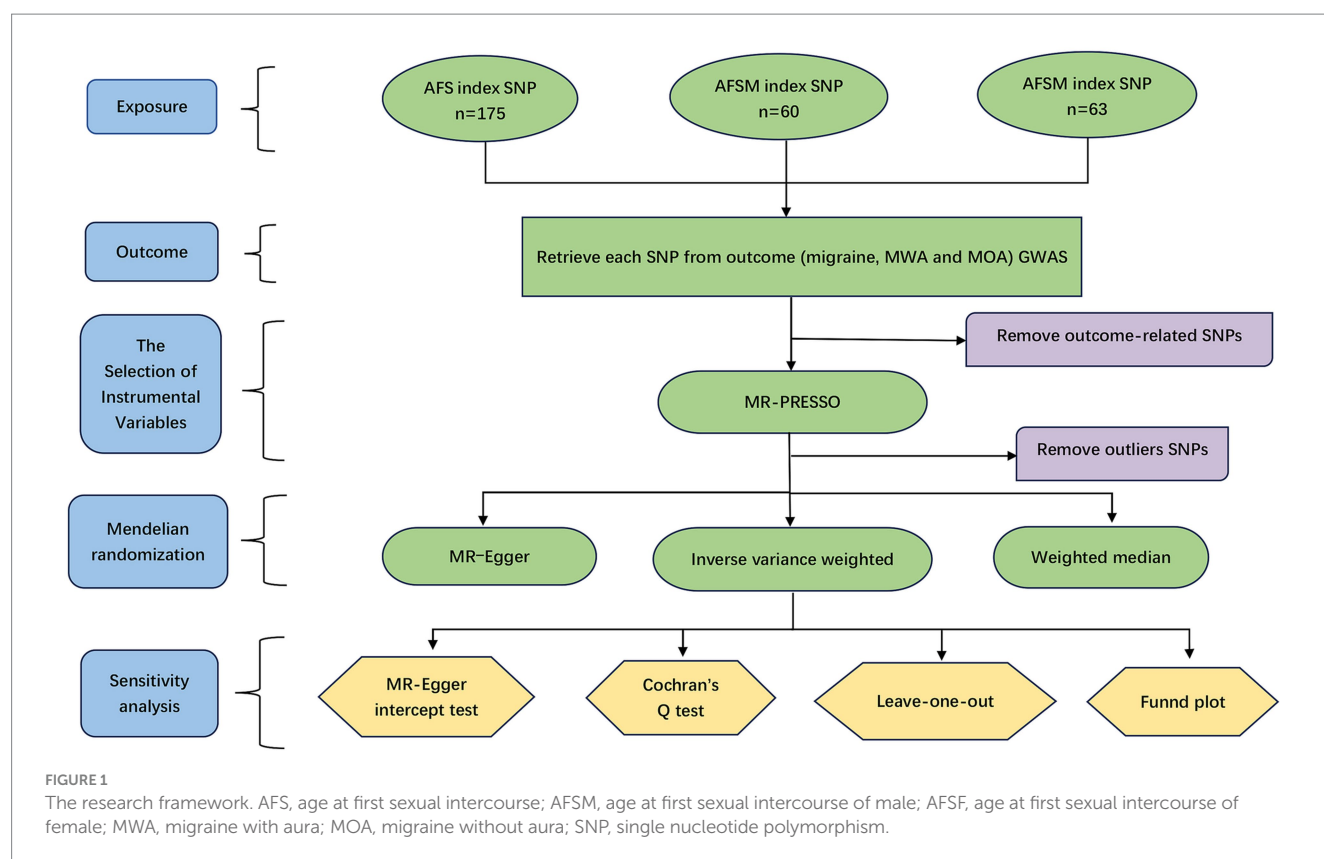 Exposure
AFS index SNP
n=175
AFSM index SNP
n=60
AFSM index SNP
n=63
Outcome
Retrieve each SNP from outcome (migraine, MWA and MOA) GWAS
The
Selection of
Instrumental
Variables
Remove outcome-related SNPs
MR-PRESSO
Remove outliers SNPs
Mendelian
randomization
MR-Egger
Inverse variance weighted
Weighted median
Sensitivity
analysis
MR-Egger
intercept test
Cochran's
Q test
Leave-one-out
Funnd plot
FIGURE 1
The research framework. AFS, age at first sexual intercourse; AFSM, age at first sexual intercourse of male; AFSF, age at first sexual intercourse of
female; MWA, migraine with aura; MOA, migraine without aura; SNP, single nucleotide polymorphism.